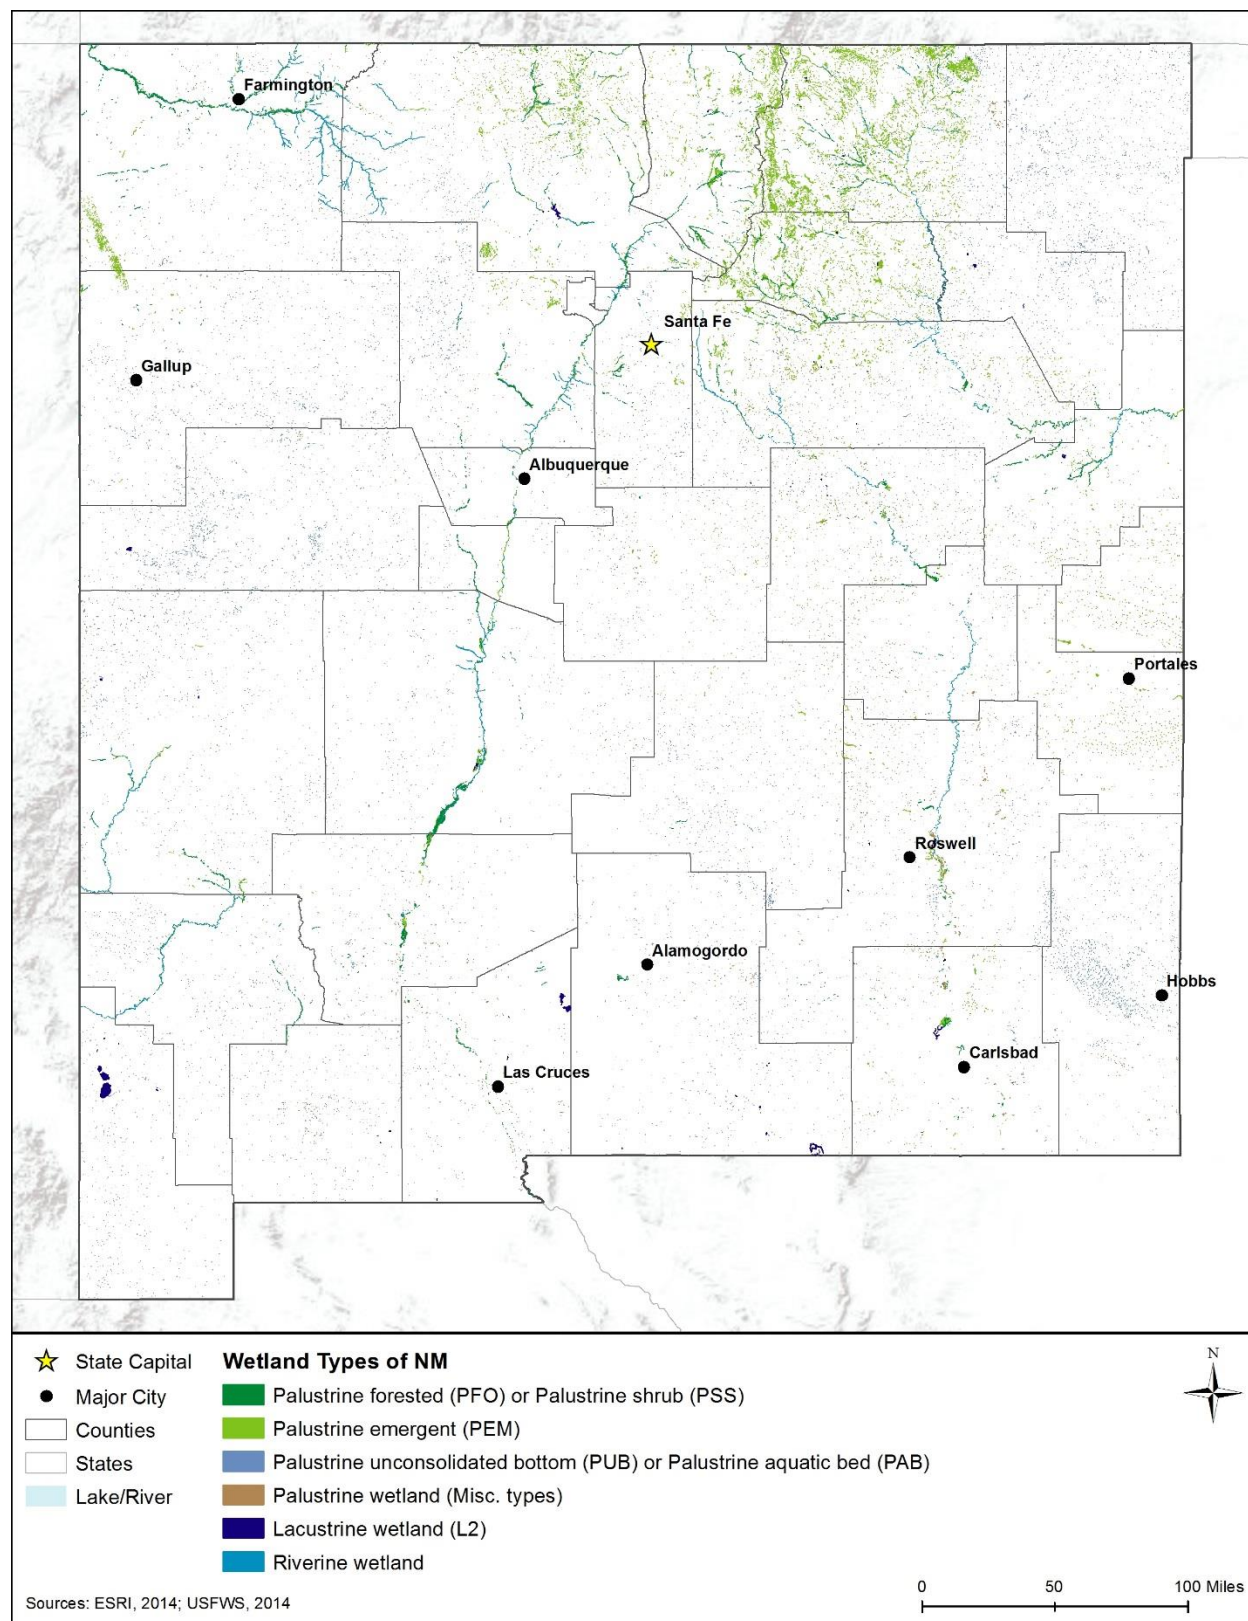 Farmington
Santa Fe
Gallup
Albuquerque
Portales
Roswell
Alamogordo
Hobbs
Carlsbad
Las Cruces
State Capital
Major City
Counties
States
Lake/River
Wetland Types of NM
Palustrine forested (PFO) or Palustrine shrub (PSS)
Palustrine emergent (PEM)
Palustrine unconsolidated bottom (PUB) or Palustrine aquatic bed (PAB)
Palustrine wetland (Misc. types)
Lacustrine wetland (L2)
Riverine wetland
N
0 50 100 Miles
Sources: ESRI, 2014; USFWS, 2014